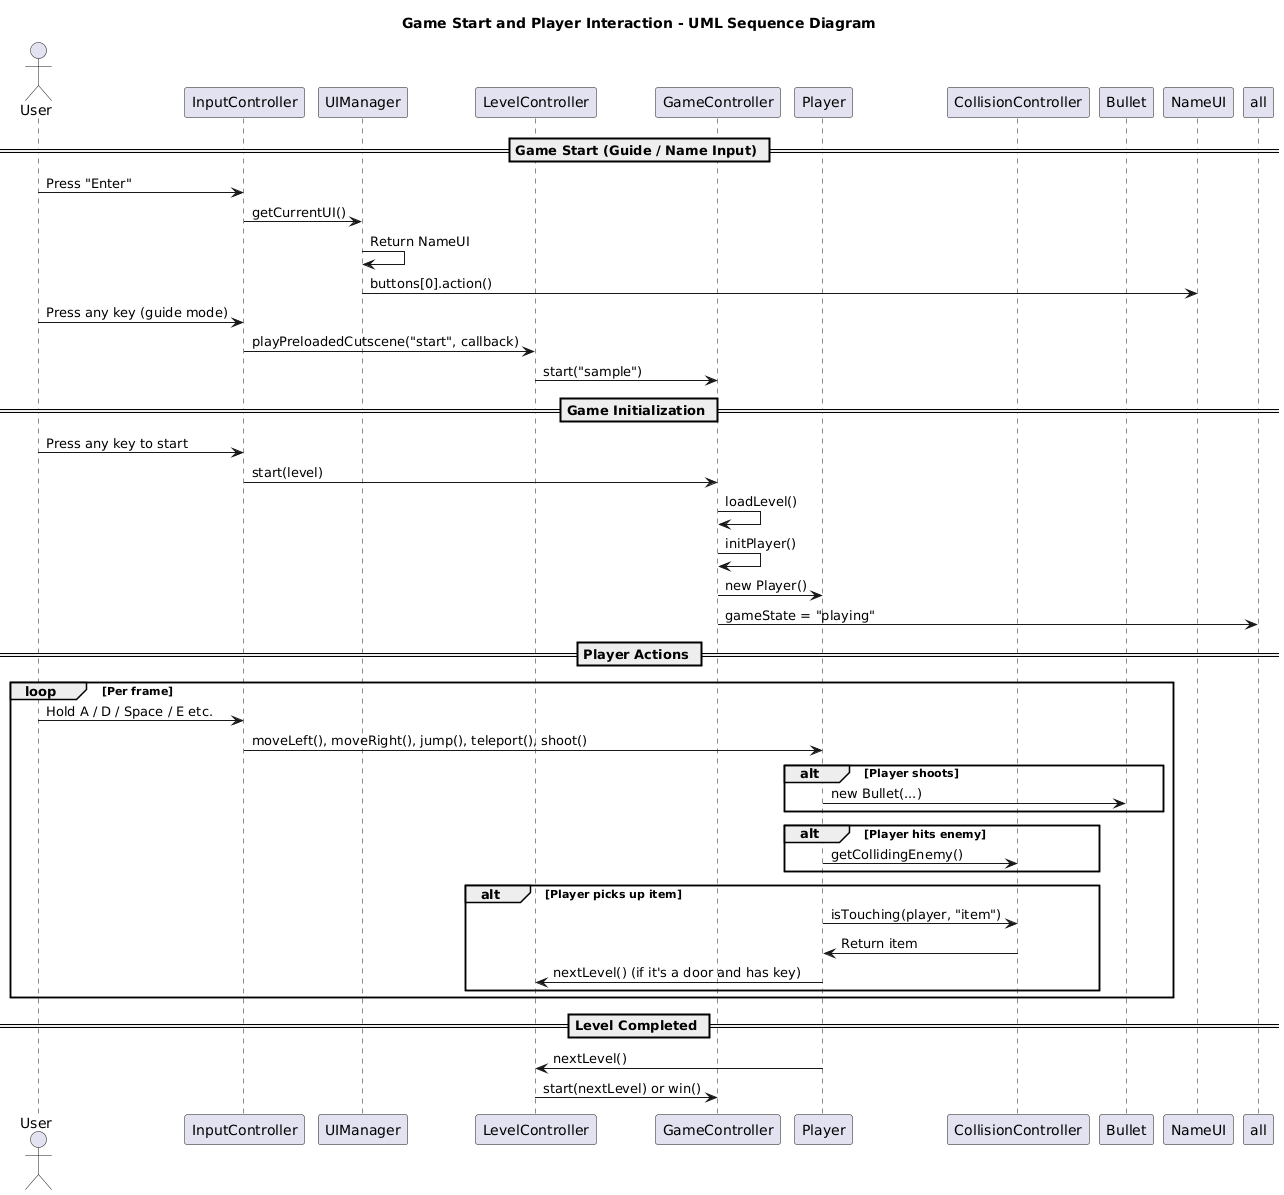 Game Start and Player Interaction - UML Sequence Diagram
User
InputController
UIManager
LevelController
GameController
Player
CollisionController
Bullet
NameUI
all
Game Start (Guide / Name Input)
Press "Enter"
getCurrentUI()
Return NameUI
buttons[0].action()
Press any key (guide mode)
playPreloadedCutscene("start", callback)
start("sample")
Game Initialization
Press any key to start
start(level)
loadLevel()
initPlayer()
new Player()
gameState = "playing"
Player Actions
loop [Per frame]
Hold A / D / Space / E etc.
moveLeft(), moveRight(), jump(), teleport(), shoot()
alt [Player shoots]
new Bullet(...)
alt [Player hits enemy]
getCollidingEnemy()
alt [Player picks up item]
isTouching(player, "item")
Return item
nextLevel() (if it's a door and has key)
Level Completed
nextLevel()
start(nextLevel) or win()
User
InputController
UIManager
LevelController
GameController
Player
CollisionController
Bullet
NameUI
all